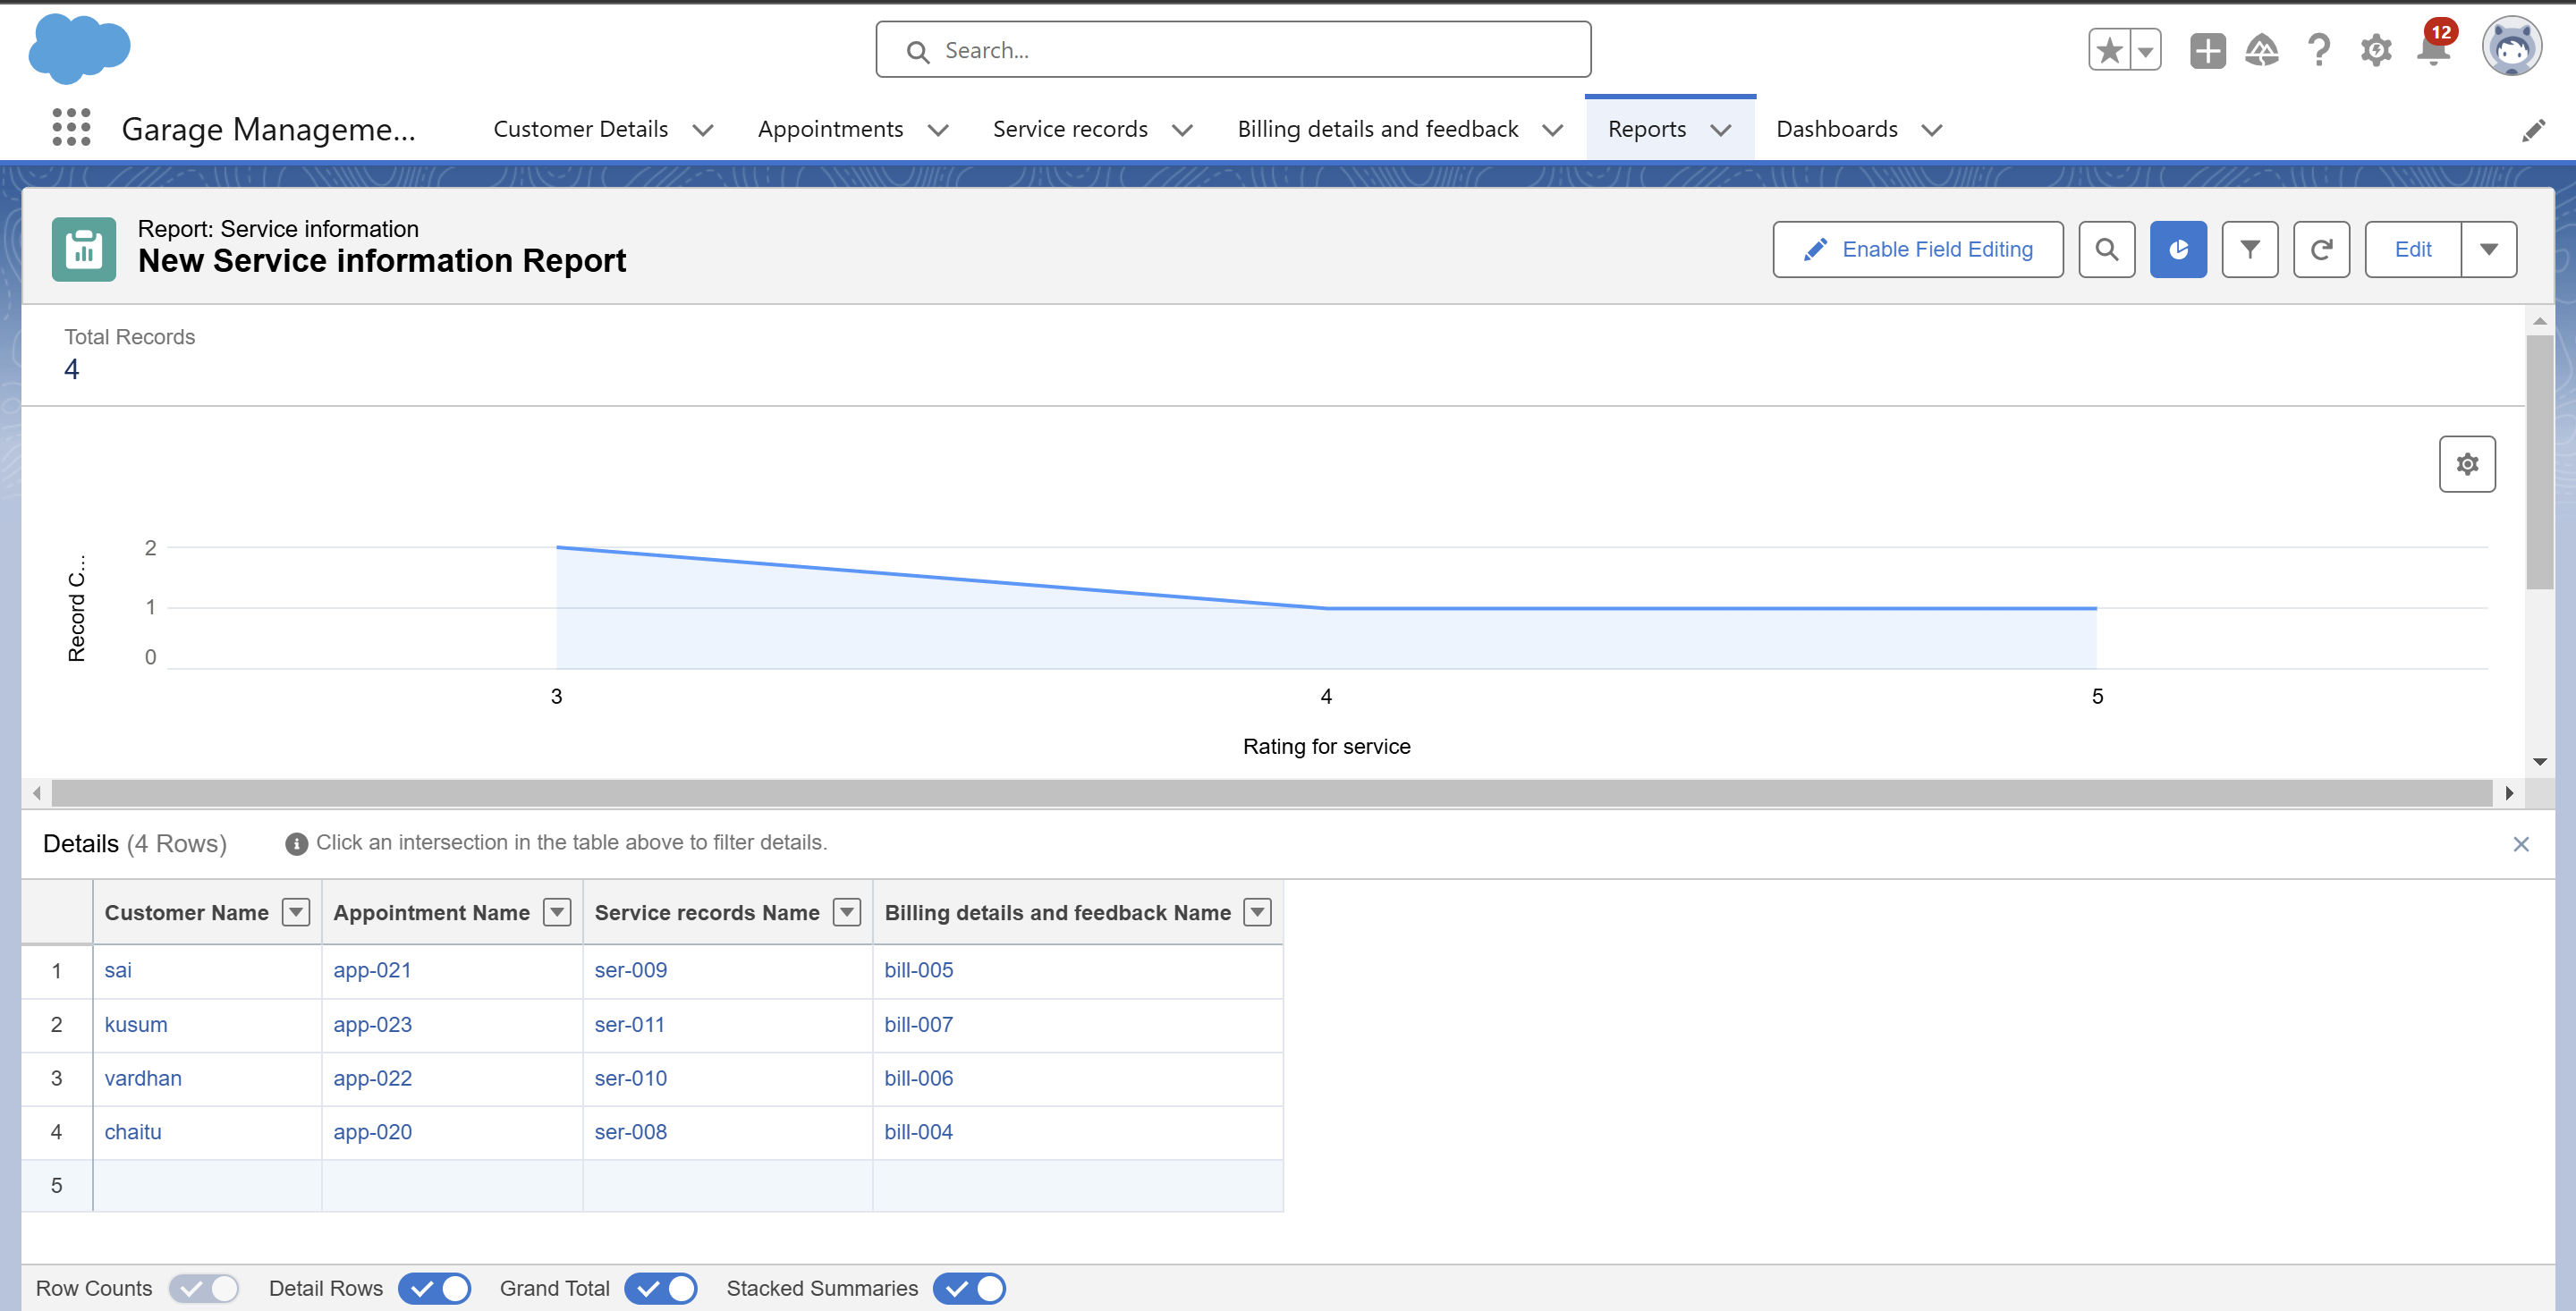 Search...
12
Garage Manageme...
Customer Details
Appointments
Service records
Billing details and feedback
Reports
Dashboards
Report: Service information
New Service information Report
Enable Field Editing
Edit
Total Records
4
Record C...
2
1
0
3 4 5
Rating for service
Details (4 Rows)
Click an intersection in the table above to filter details.
Customer Name Appointment Name Service records Name Billing details and feedback Name
1 sai app-021 ser-009 bill-005
2 kusum app-023 ser-011 bill-007
3 vardhan app-022 ser-010 bill-006
4 chaitu app-020 ser-008 bill-004
5
Row Counts Detail Rows Grand Total Stacked Summaries